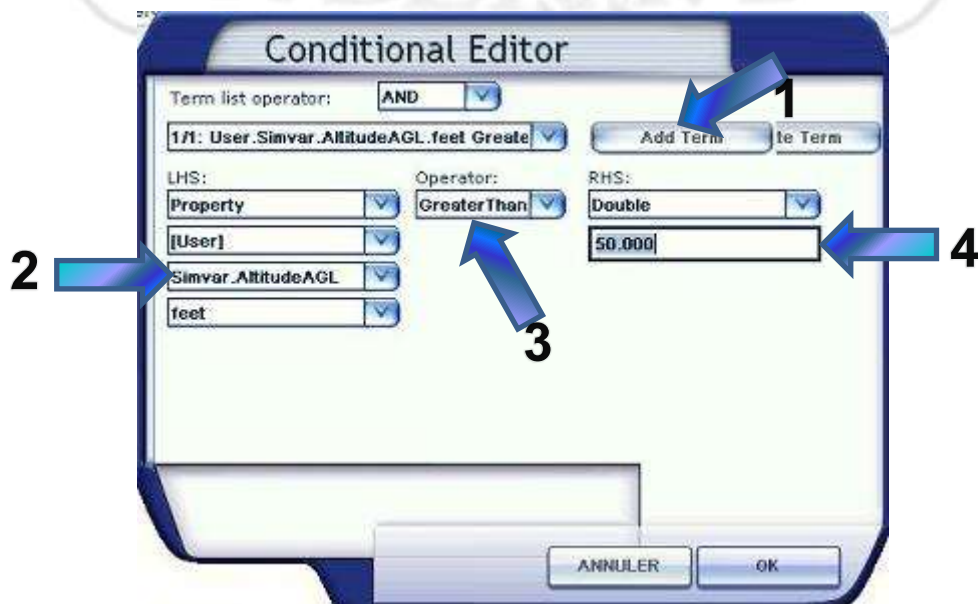 Conditional Editor
Term list operator: AND
1
1/1: User.Simvar.AltitudeAGL.feet Greate Add Term te Term
LHS: Operator: RHS:
Property GreaterThan Double
[User] 50.000
2 Simvar.AltitudeAGL 4
feet
3
ANNULER OK